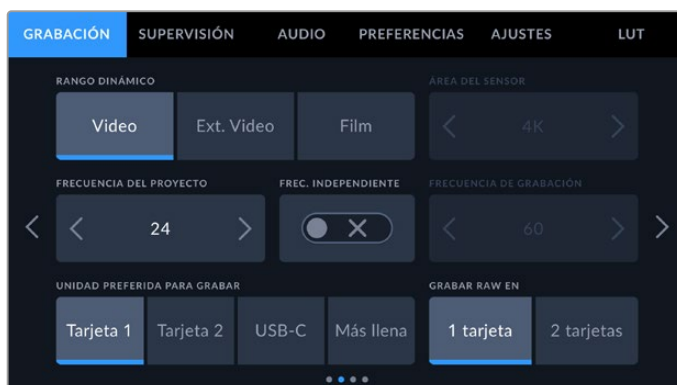 GRABACIÓN SUPERVISIÓN AUDIO PREFERENCIAS AJUSTES LUT
RANGO DINÁMICO ÁREA DEL SENSOR
Video Ext. Video Film 4K
FRECUENCIA DEL PROYECTO FREC. INDEPENDIENTE FRECUENCIA DE GRABACIÓN
24 60
UNIDAD PREFERIDA PARA GRABAR GRABAR RAW EN
Tarjeta 1 Tarjeta 2 USB-C Más llena 1 tarjeta 2 tarjetas